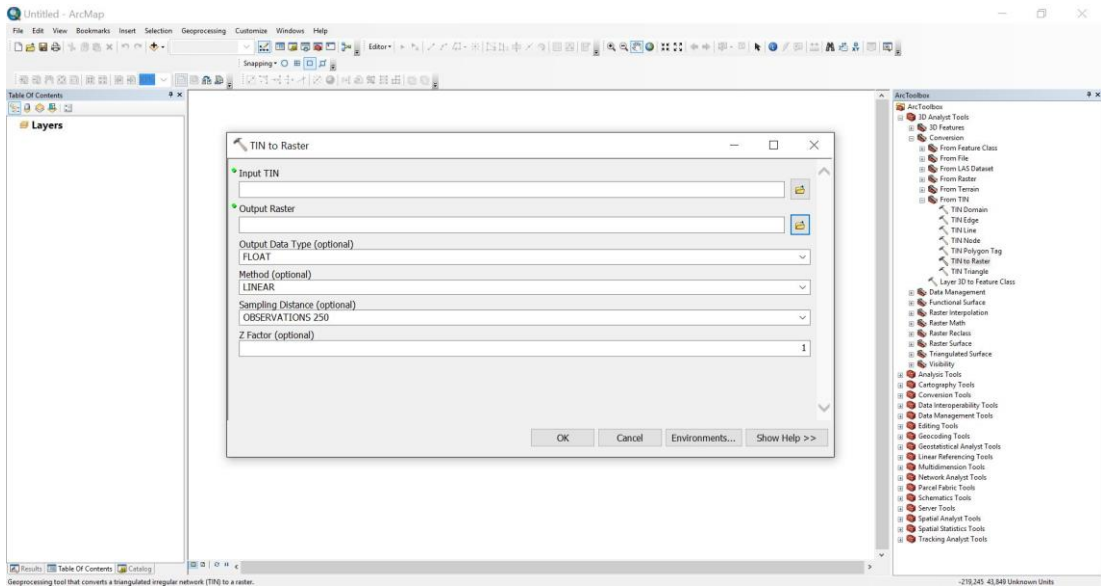 Untitled - ArcMap
File Edit View Bookmarks Insert Selection Geoprocessing Customize Windows Help
Editor
Snapping
Table Of Contents
Layers
TIN to Raster
Input TIN
Output Raster
Output Data Type (optional)
FLOAT
Method (optional)
LINEAR
Sampling Distance (optional)
OBSERVATIONS 250
Z Factor (optional)
1
OK Cancel Environments... Show Help >>
ArcToolbox
ArcToolbox
3D Analyst Tools
3D Features
Conversion
From Feature Class
From File
From LAS Dataset
From Raster
From Terrain
From TIN
TIN Domain
TIN Edge
TIN Line
TIN Node
TIN Polygon Tag
TIN to Raster
TIN Triangle
Layer 3D to Feature Class
Data Management
Functional Surface
Raster Interpolation
Raster Math
Raster Reclass
Raster Surface
Triangulated Surface
Visibility
Analysis Tools
Cartography Tools
Conversion Tools
Data Interoperability Tools
Data Management Tools
Editing Tools
Geocoding Tools
Geostatistical Analyst Tools
Linear Referencing Tools
Multidimension Tools
Network Analyst Tools
Parcel Fabric Tools
Schematics Tools
Server Tools
Spatial Analyst Tools
Spatial Statistics Tools
Tracking Analyst Tools
Results Table Of Contents Catalog
Geoprocessing tool that converts a triangulated irregular network (TIN) to a raster.
-219,245 43,849 Unknown Units